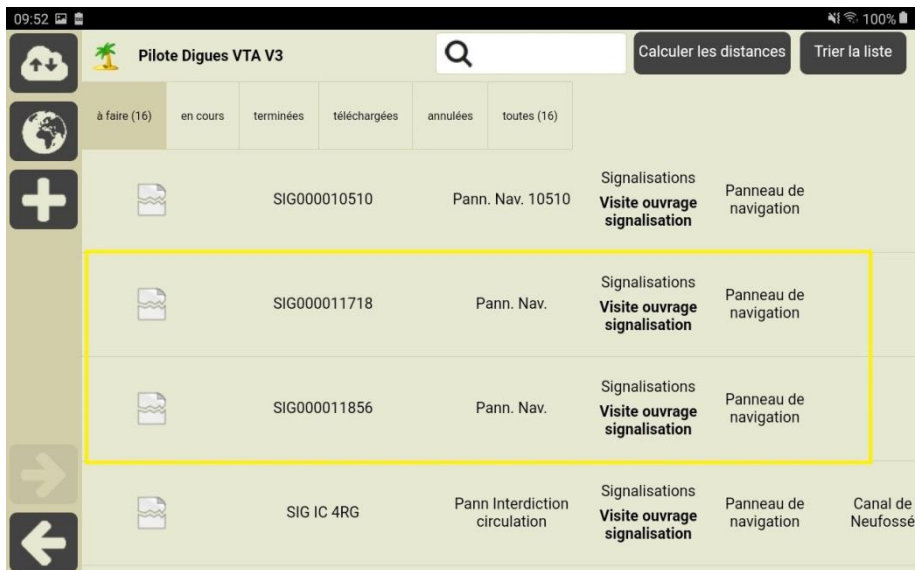 09:52 100%
Pilote Digues VTA V3
Calculer les distances
Trier la liste
à faire (16) en cours terminées téléchargées annulées toutes (16)
SIG000010510 Pann. Nav. 10510
Signalisations
Visite ouvrage
signalisation
Panneau de
navigation
SIG000011718 Pann. Nav.
Signalisations
Visite ouvrage
signalisation
Panneau de
navigation
SIG000011856 Pann. Nav.
Signalisations
Visite ouvrage
signalisation
Panneau de
navigation
SIG IC 4RG
Pann Interdiction
circulation
Signalisations
Visite ouvrage
signalisation
Panneau de
navigation
Canal de
Neufossé